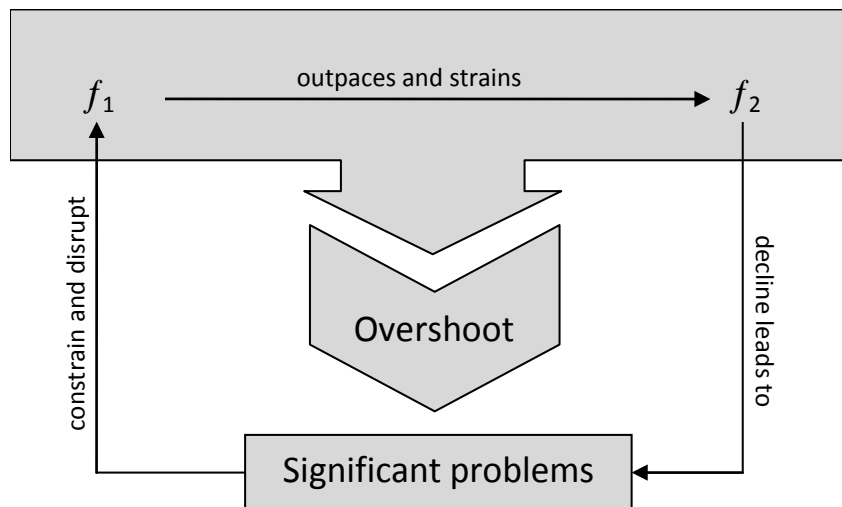 outpaces and strains
f1
f2
constrain and disrupt
decline leads to
Overshoot
Significant problems